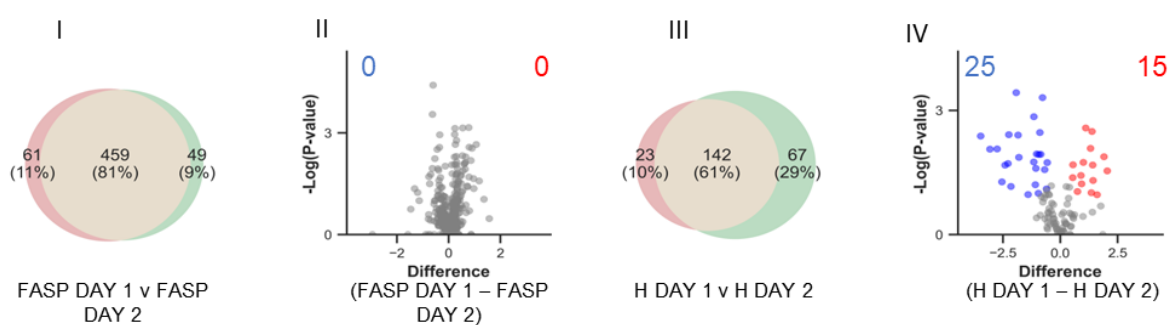 I
II
III
IV
61
(11%)
459
(81%)
49
(9%)
FASP DAY 1 v FASP
DAY 2
0
0
-Log(P-value)
3
0
−2
0
2
Difference
(FASP DAY 1 – FASP
DAY 2)
23
(10%)
142
(61%)
67
(29%)
H DAY 1 v H DAY 2
25
15
-Log(P-value)
3
0
−2.5
0.0
2.5
Difference
(H DAY 1 – H DAY 2)